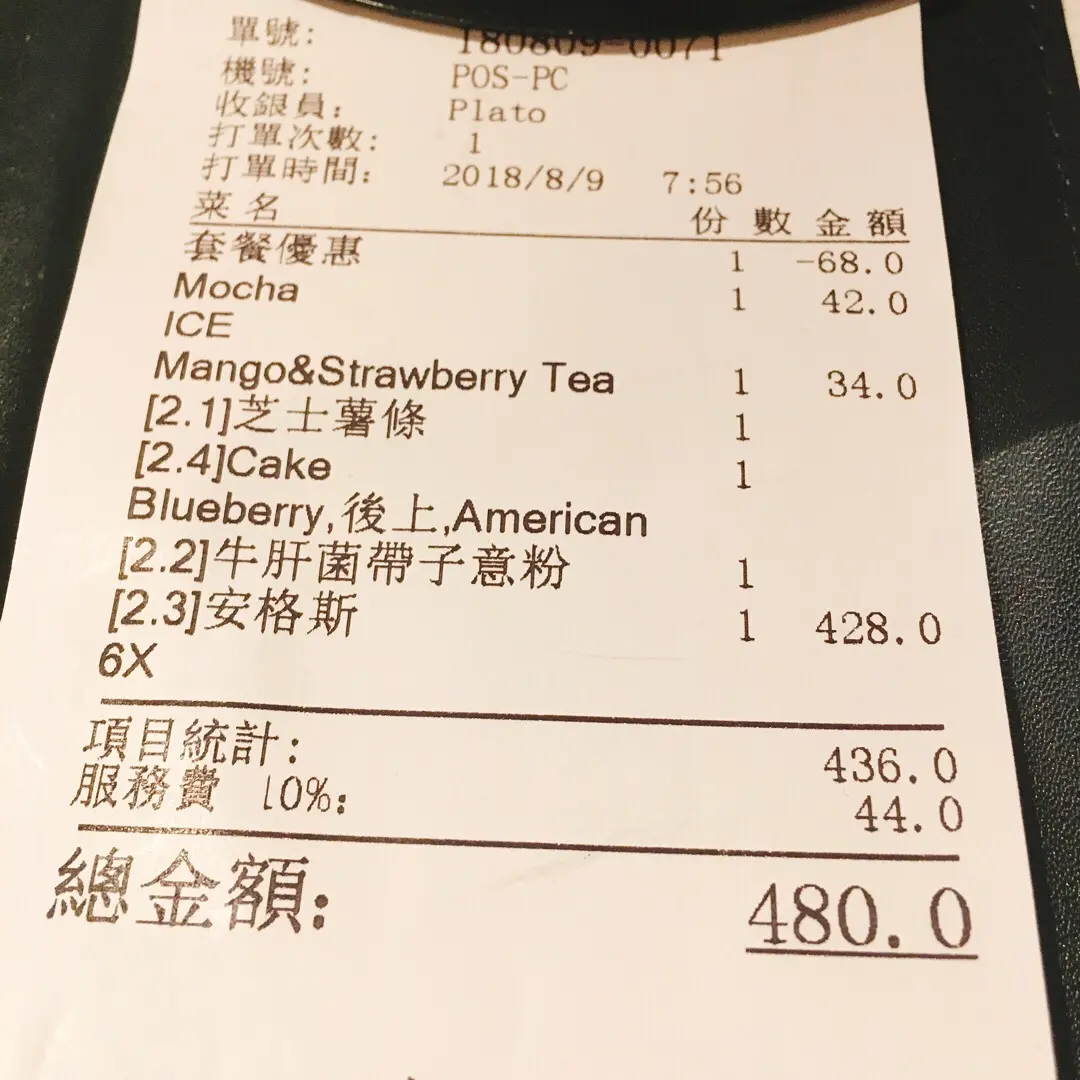 單號: 180809-0071
機號: POS-PC
收銀員: Plato
打單次數: 1
打單時間: 2018/8/9 7:56
菜名 份數 金額
套餐優惠 1 -68.0
Mocha 1 42.0
ICE
Mango&Strawberry Tea 1 34.0
[2.1]芝士薯條 1
[2.4]Cake 1
Blueberry,後上,American
[2.2]牛肝菌帶子意粉 1
[2.3]安格斯 1 428.0
6X
項目統計: 436.0
服務費 10%: 44.0
總金額: 480.0